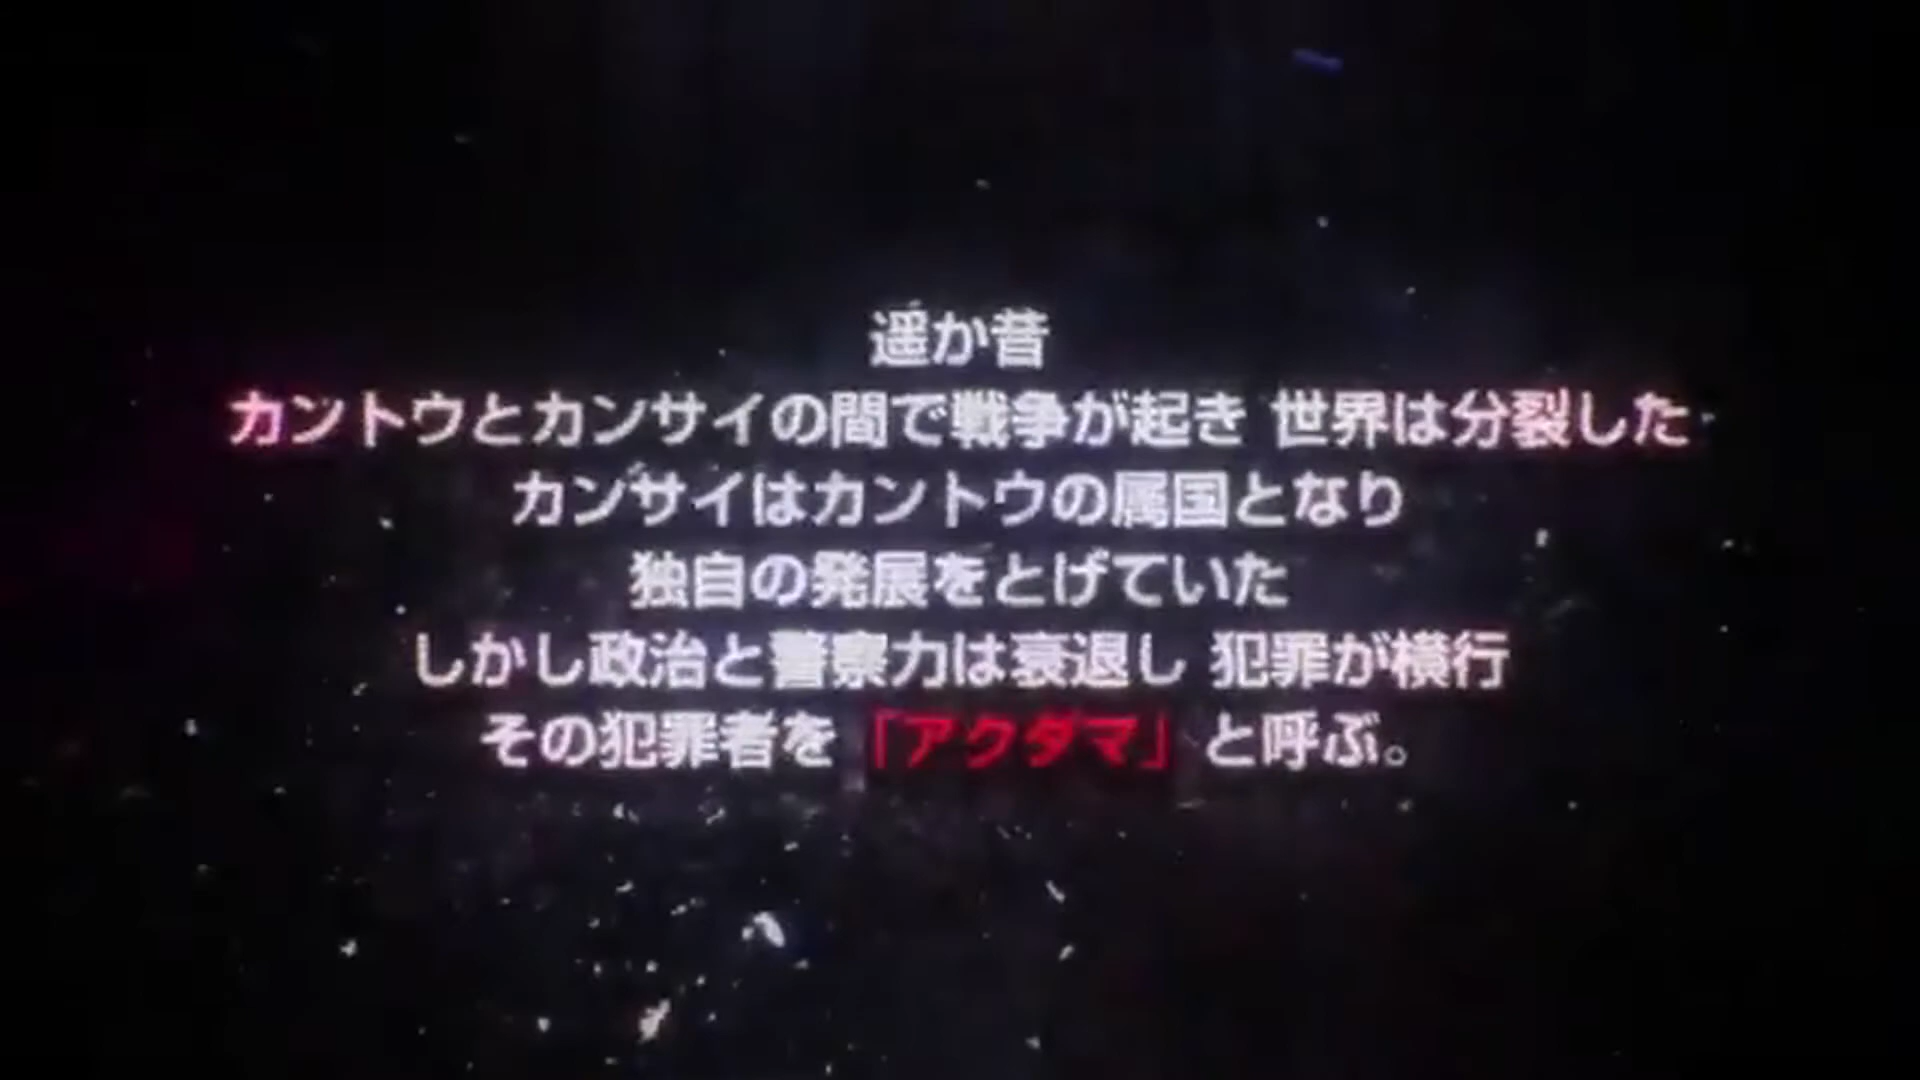 遥か昔
カントウとカンサイの間で戦争が起き 世界は分裂した
カンサイはカントウの属国となり
独自の発展をとげていた
しかし政治と警察力は衰退し 犯罪が横行
その犯罪者を 「アクダマ」 と呼ぶ。